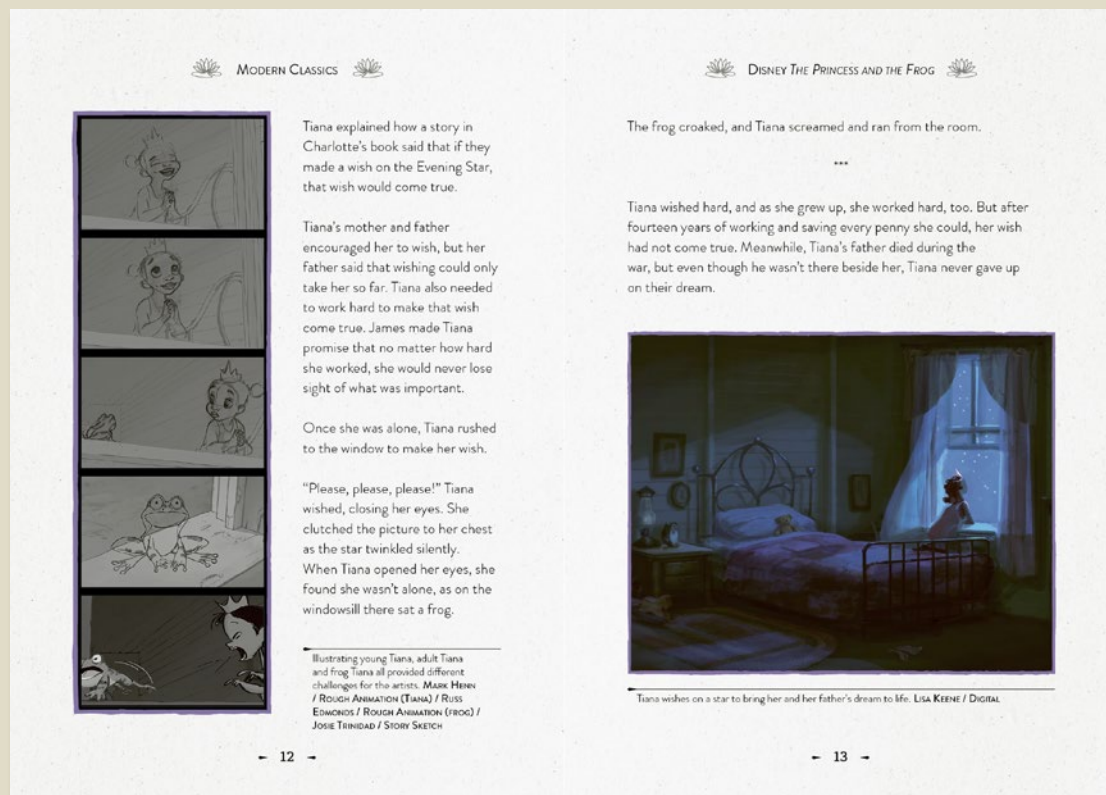 MODERN CLASSICS
Tiana explained how a story in
Charlotte's book said that if they
made a wish on the Evening Star,
that wish would come true.
Tiana's mother and father
encouraged her to wish, but her
father said that wishing could only
take her so far. Tiana also needed
to work hard to make that wish
come true. James made Tiana
promise that no matter how hard
she worked, she would never lose
sight of what was important.
Once she was alone, Tiana rushed
to the window to make her wish.
“Please, please, please!” Tiana
wished, closing her eyes. She
clutched the picture to her chest
as the star twinkled silently.
When Tiana opened her eyes, she
found she wasn't alone, as on the
windowsill there sat a frog.
Illustrating young Tiana, adult Tiana
and frog Tiana all provided different
challenges for the artists. MARK HENN
/ ROUGH ANIMATION (TIANA) / RUSS
EDMONDS / ROUGH ANIMATION (FROG) /
JOSIE TRINIDAD / STORY SKETCH
12
DISNEY THE PRINCESS AND THE FROG
The frog croaked, and Tiana screamed and ran from the room.
***
Tiana wished hard, and as she grew up, she worked hard, too. But after
fourteen years of working and saving every penny she could, her wish
had not come true. Meanwhile, Tiana's father died during the
war, but even though he wasn't there beside her, Tiana never gave up
on their dream.
Tiana wishes on a star to bring her and her father's dream to life. LISA KEENE / DIGITAL
13